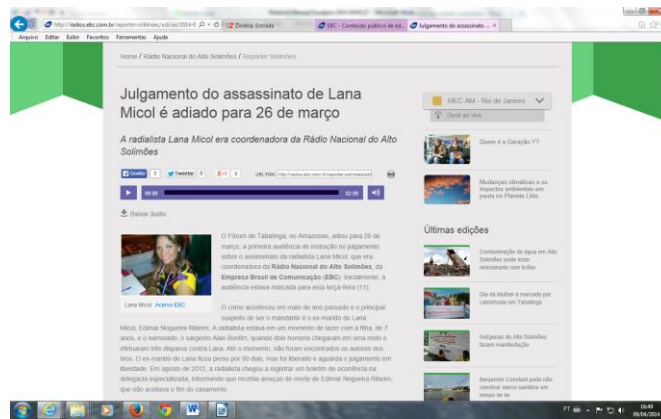 http://radios.ebc.com.br/reporter-solimoes/edicao/2014-0
Zimbra: Entrada
EBC - Conteúdo público de ed...
Julgamento do assassinato ...
Arquivo Editar Exibir Favoritos Ferramentas Ajuda
Home / Rádio Nacional do Alto Solimões / Repórter Solimões
Julgamento do assassinato de Lana
Micol é adiado para 26 de março
A radialista Lana Micol era coordenadora da Rádio Nacional do Alto
Solimões
Tweetar
URL FIXA:
00:00
Baixar áudio
O Fórum de Tabatinga, no Amazonas, adiou para 26 de
março, a primeira audiência de instrução no julgamento
sobre o assassinato da radialista Lana Micol, que era
coordenadora da Rádio Nacional do Alto Solimões, da
Empresa Brasil de Comunicação (EBC). Inicialmente, a
audiência estava marcada para esta terça-feira (11).
Lana Micol Acervo EBC
O crime aconteceu em maio do ano passado e o principal
suspeito de ser o mandante é o ex-marido de Lana
Micol, Edimar Nogueira Ribeiro. A radialista estava em um momento de lazer com a filha, de 7
anos, e o namorado, o sargento Alan Bonfim, quando dois homens chegaram em uma moto e
efetuaram três disparos contra Lana. Até o momento, não foram encontrados os autores dos
tiros. O ex-marido de Lana ficou preso por 90 dias, mas foi liberado e aguarda o julgamento em
liberdade. Em agosto de 2012, a radialista chegou a registrar um boletim de ocorrência na
delegacia especializada, informando que recebia ameaças de morte de Edimar Nogueira Ribeiro,
que não aceitava o fim do casamento.
MEC AM - Rio de Janeiro
Ouvir ao vivo
Quem é a Geração Y?
Mudanças climáticas e os
impactos ambientais em
pauta no Planeta Lilás
Últimas edições
Contaminação de água em Alto
Solimões pode estar
relacionada com lixões
Dia da Mulher é marcado por
caminhada em Tabatinga
Indígenas do Alto Solimões
fazem manifestação
Benjamin Constant pode não
construir aterro sanitário em
tempo de lei
PT
16:49
08/04/2014